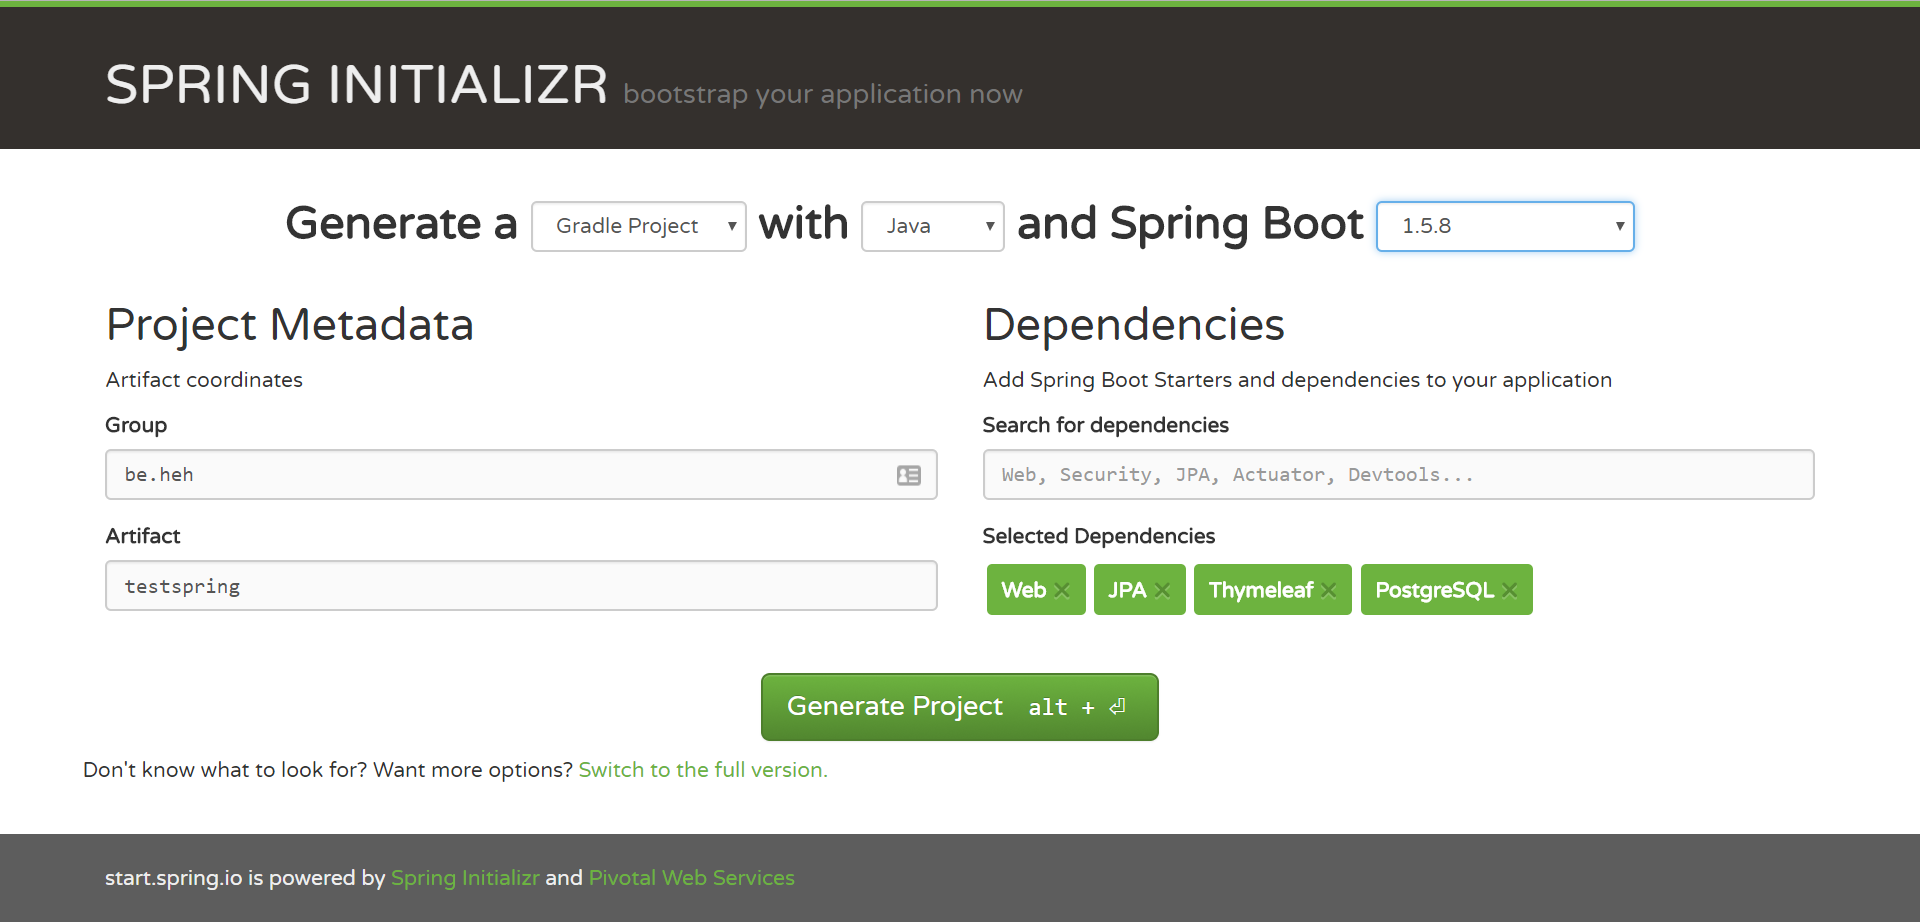 SPRING INITIALIZR bootstrap your application now
Generate a Gradle Project with Java and Spring Boot 1.5.8
Project Metadata
Artifact coordinates
Group
be.heh
Artifact
testspring
Dependencies
Add Spring Boot Starters and dependencies to your application
Search for dependencies
Web, Security, JPA, Actuator, Devtools...
Selected Dependencies
Web JPA Thymeleaf PostgreSQL
Generate Project alt + ⏎
Don't know what to look for? Want more options? Switch to the full version.
start.spring.io is powered by Spring Initializr and Pivotal Web Services